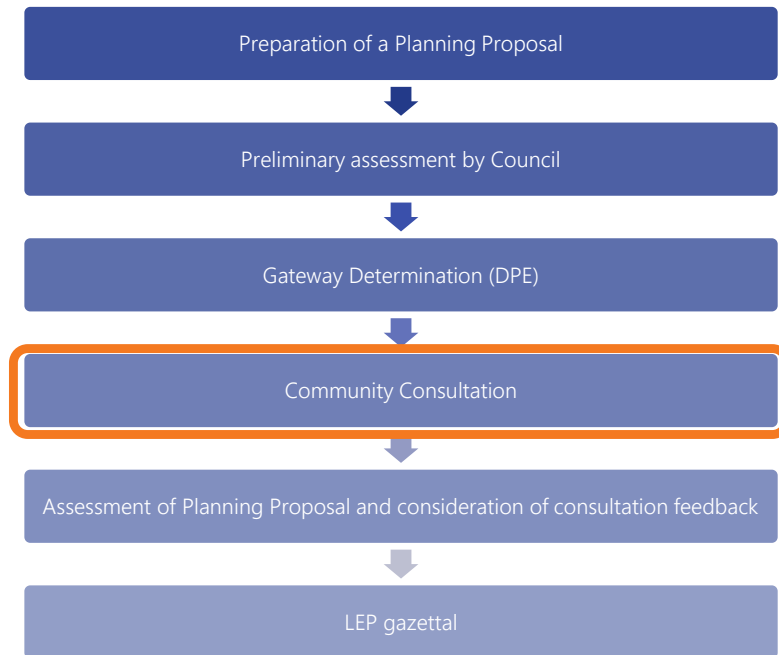 Preparation of a Planning Proposal
Preliminary assessment by Council
Gateway Determination (DPE)
Community Consultation
Assessment of Planning Proposal and consideration of consultation feedback
LEP gazettal